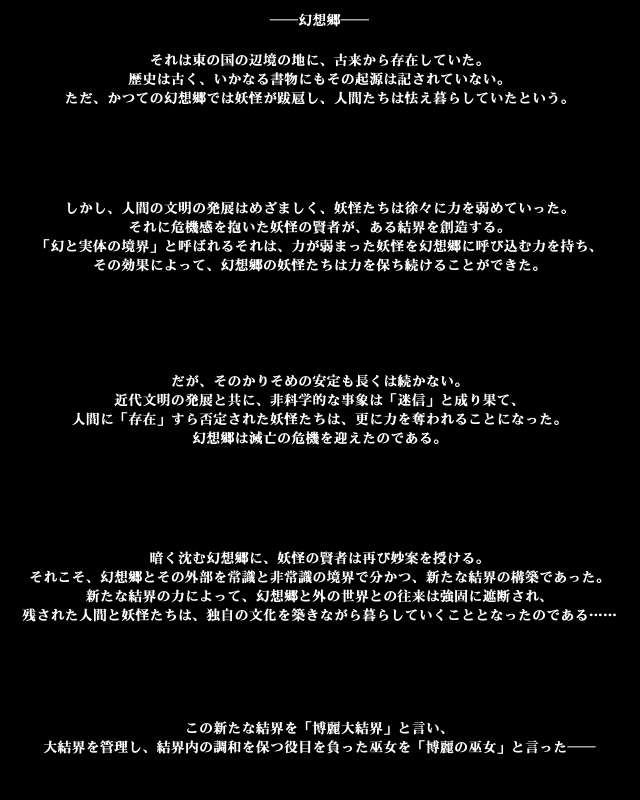 ――幻想郷――
それは東の国の辺境の地に、古来から存在していた。
歴史は古く、いかなる書物にもその起源は記されていない。
ただ、かつての幻想郷では妖怪が跋扈し、人間たちは怯え暮らしていたという。
しかし、人間の文明の発展はめざましく、妖怪たちは徐々に力を弱めていった。
それに危機感を抱いた妖怪の賢者が、ある結界を創造する。
「幻と実体の境界」と呼ばれるそれは、力が弱まった妖怪を幻想郷に呼び込む力を持ち、
その効果によって、幻想郷の妖怪たちは力を保ち続けることができた。
だが、そのかりそめの安定も長くは続かない。
近代文明の発展と共に、非科学的な事象は「迷信」と成り果て、
人間に「存在」すら否定された妖怪たちは、更に力を奪われることになった。
幻想郷は滅亡の危機を迎えたのである。
暗く沈む幻想郷に、妖怪の賢者は再び妙案を授ける。
それこそ、幻想郷とその外部を常識と非常識の境界で分かつ、新たな結界の構築であった。
新たな結界の力によって、幻想郷と外の世界との往来は強固に遮断され、
残された人間と妖怪たちは、独自の文化を築きながら暮らしていくこととなったのである……
この新たな結界を「博麗大結界」と言い、
大結界を管理し、結界内の調和を保つ役目を負った巫女を「博麗の巫女」と言った――